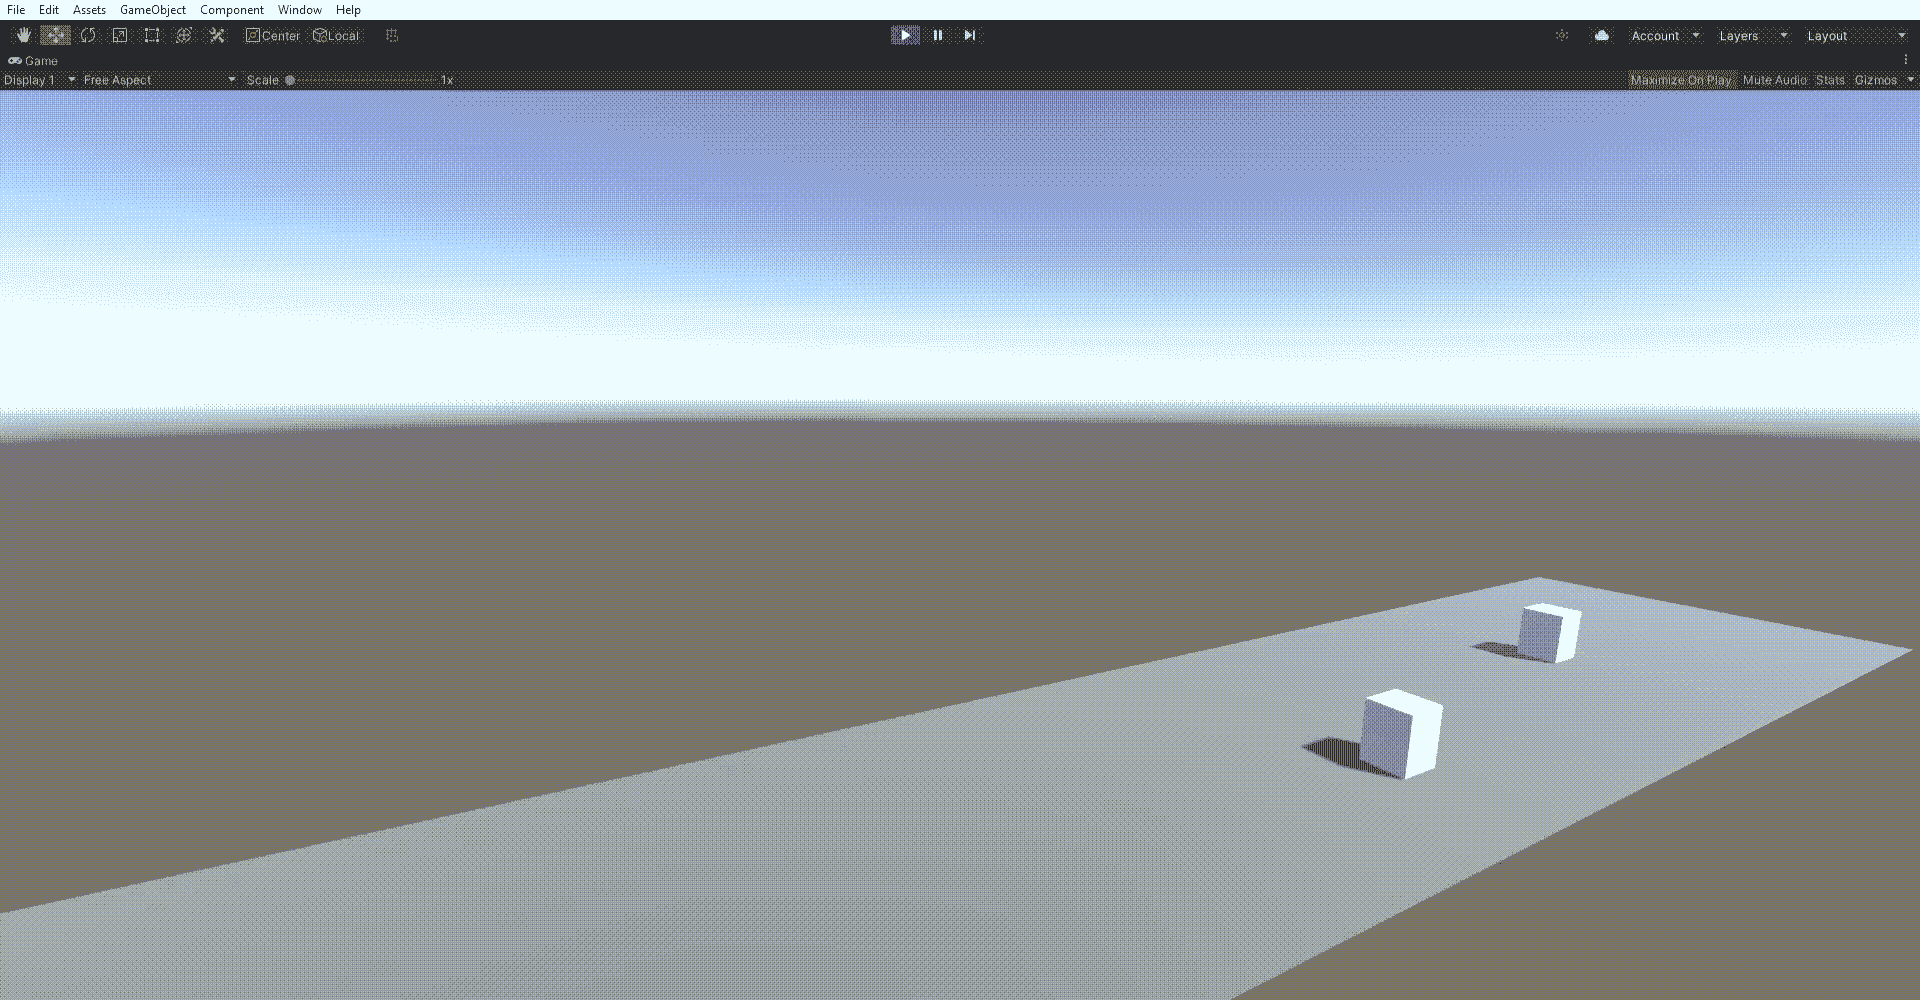 File Edit Assets GameObject Component Window Help
Center Local Account Layers Layout
Game
Display 1 Free Aspect Scale .1x Maximize On Play Mute Audio Stats Gizmos